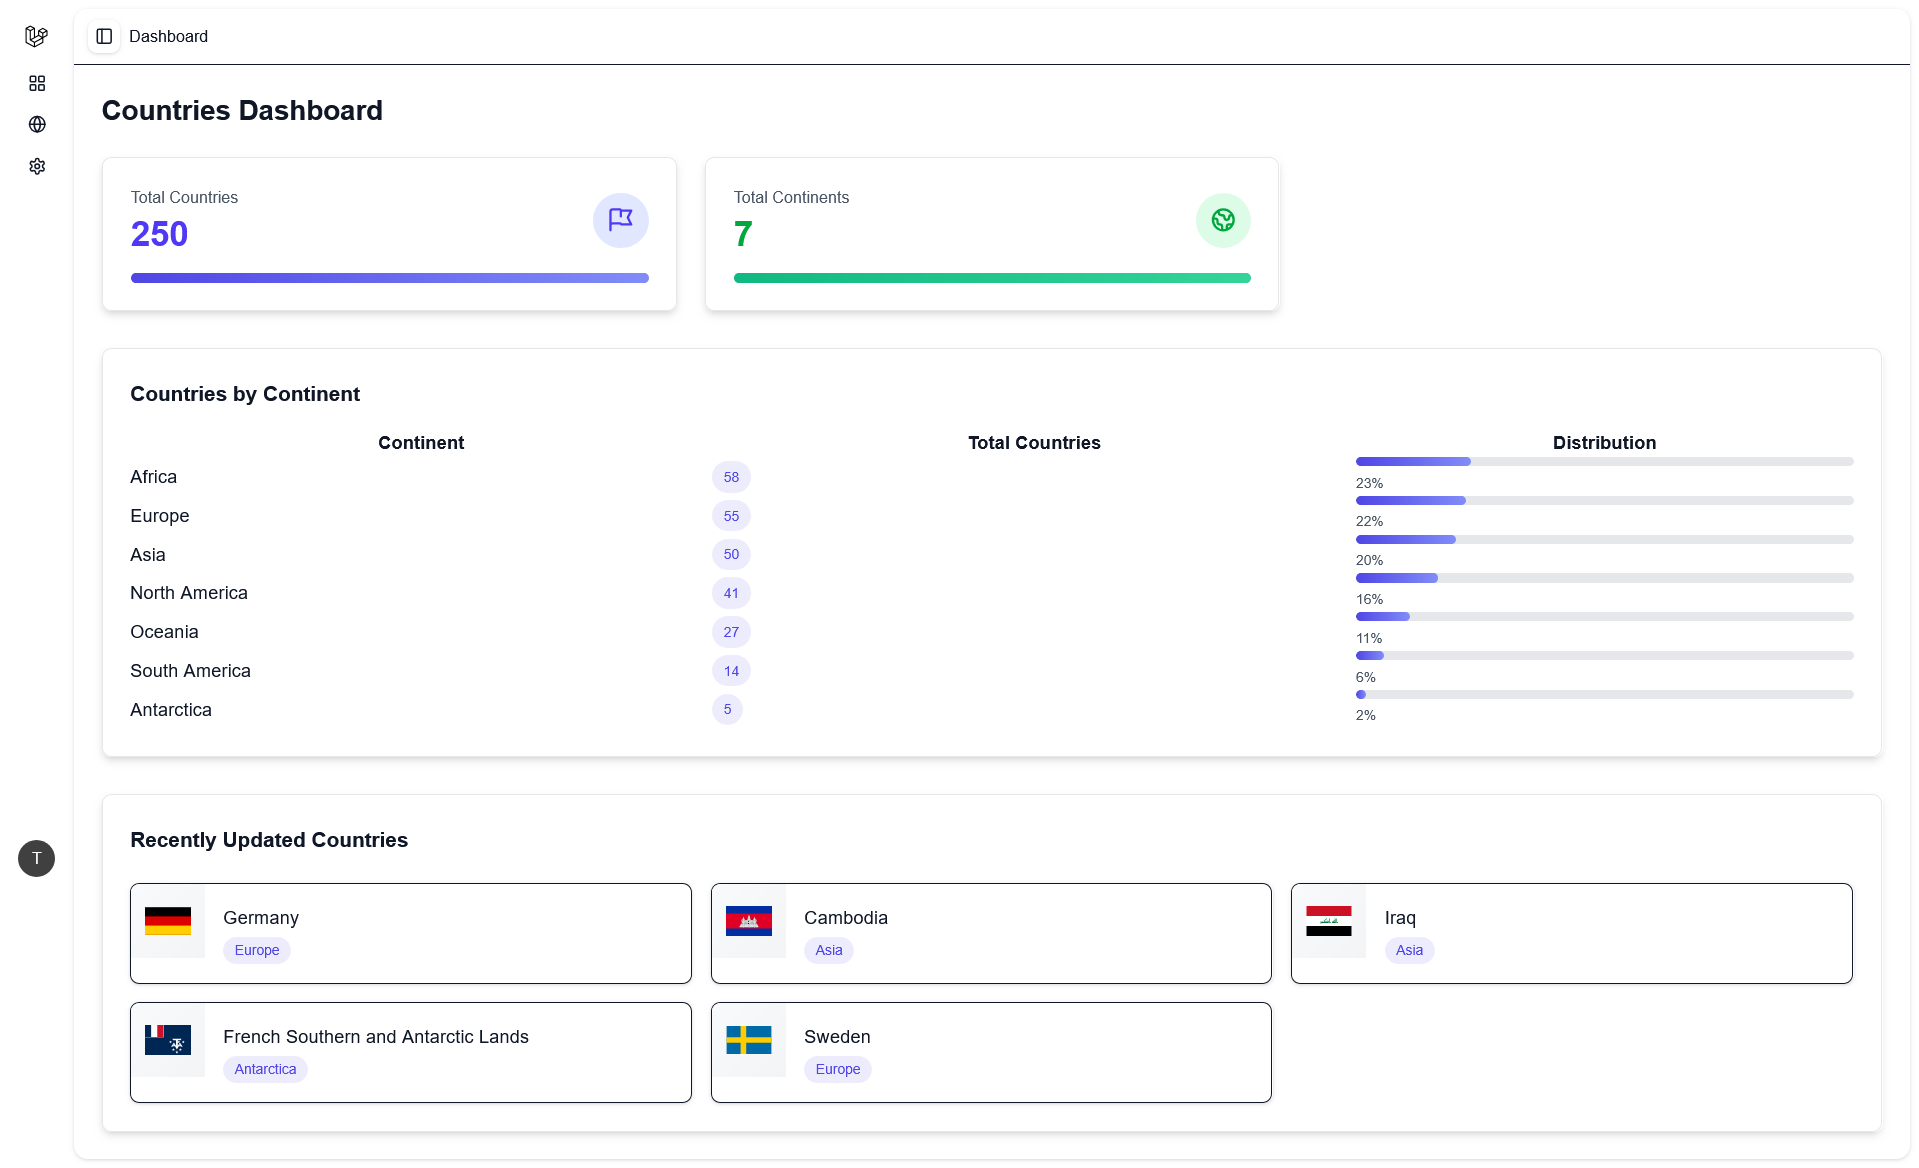 Dashboard
Countries Dashboard
Total Countries
250
Total Continents
7
Countries by Continent
Continent Total Countries Distribution
Africa 58 23%
Europe 55 22%
Asia 50 20%
North America 41 16%
Oceania 27 11%
South America 14 6%
Antarctica 5 2%
Recently Updated Countries
Germany
Europe
Cambodia
Asia
Iraq
Asia
French Southern and Antarctic Lands
Antarctica
Sweden
Europe
T